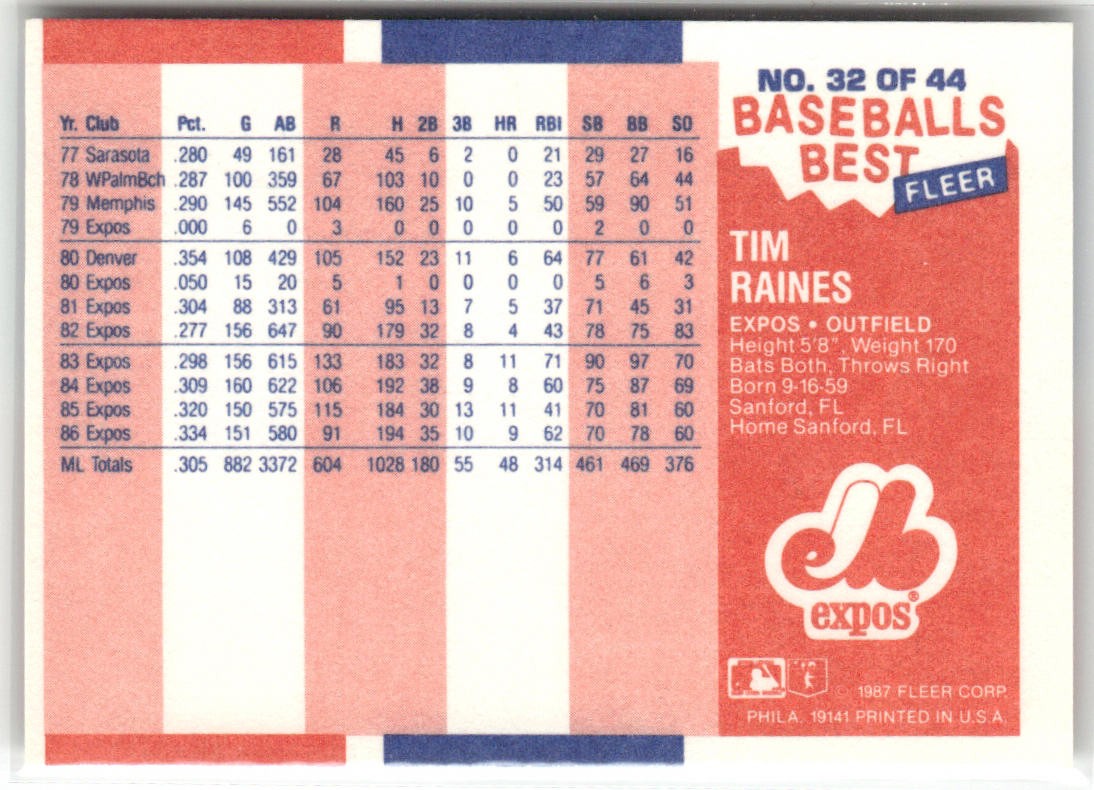 Yr. Club Pct. G AB R H 2B 3B HR RBI SB BB SO
77 Sarasota .280 49 161 28 45 6 2 0 21 29 27 16
78 WPalmBch .287 100 359 67 103 10 0 0 23 57 64 44
79 Memphis .290 145 552 104 160 25 10 5 50 59 90 51
79 Expos .000 6 0 3 0 0 0 0 0 2 0 0
80 Denver .354 108 429 105 152 23 11 6 64 77 61 42
80 Expos .050 15 20 5 1 0 0 0 0 5 6 3
81 Expos .304 88 313 61 95 13 7 5 37 71 45 31
82 Expos .277 156 647 90 179 32 8 4 43 78 75 83
83 Expos .298 156 615 133 183 32 8 11 71 90 97 70
84 Expos .309 160 622 106 192 38 9 8 60 75 87 69
85 Expos .320 150 575 115 184 30 13 11 41 70 81 60
86 Expos .334 151 580 91 194 35 10 9 62 70 78 60
ML Totals .305 882 3372 604 1028 180 55 48 314 461 469 376
NO. 32 OF 44
BASEBALLS
BEST
FLEER
TIM
RAINES
EXPOS • OUTFIELD
Height 5'8", Weight 170
Bats Both, Throws Right
Born 9-16-59
Sanford, FL
Home Sanford, FL
expos®
© 1987 FLEER CORP.
PHILA. 19141 PRINTED IN U.S.A.